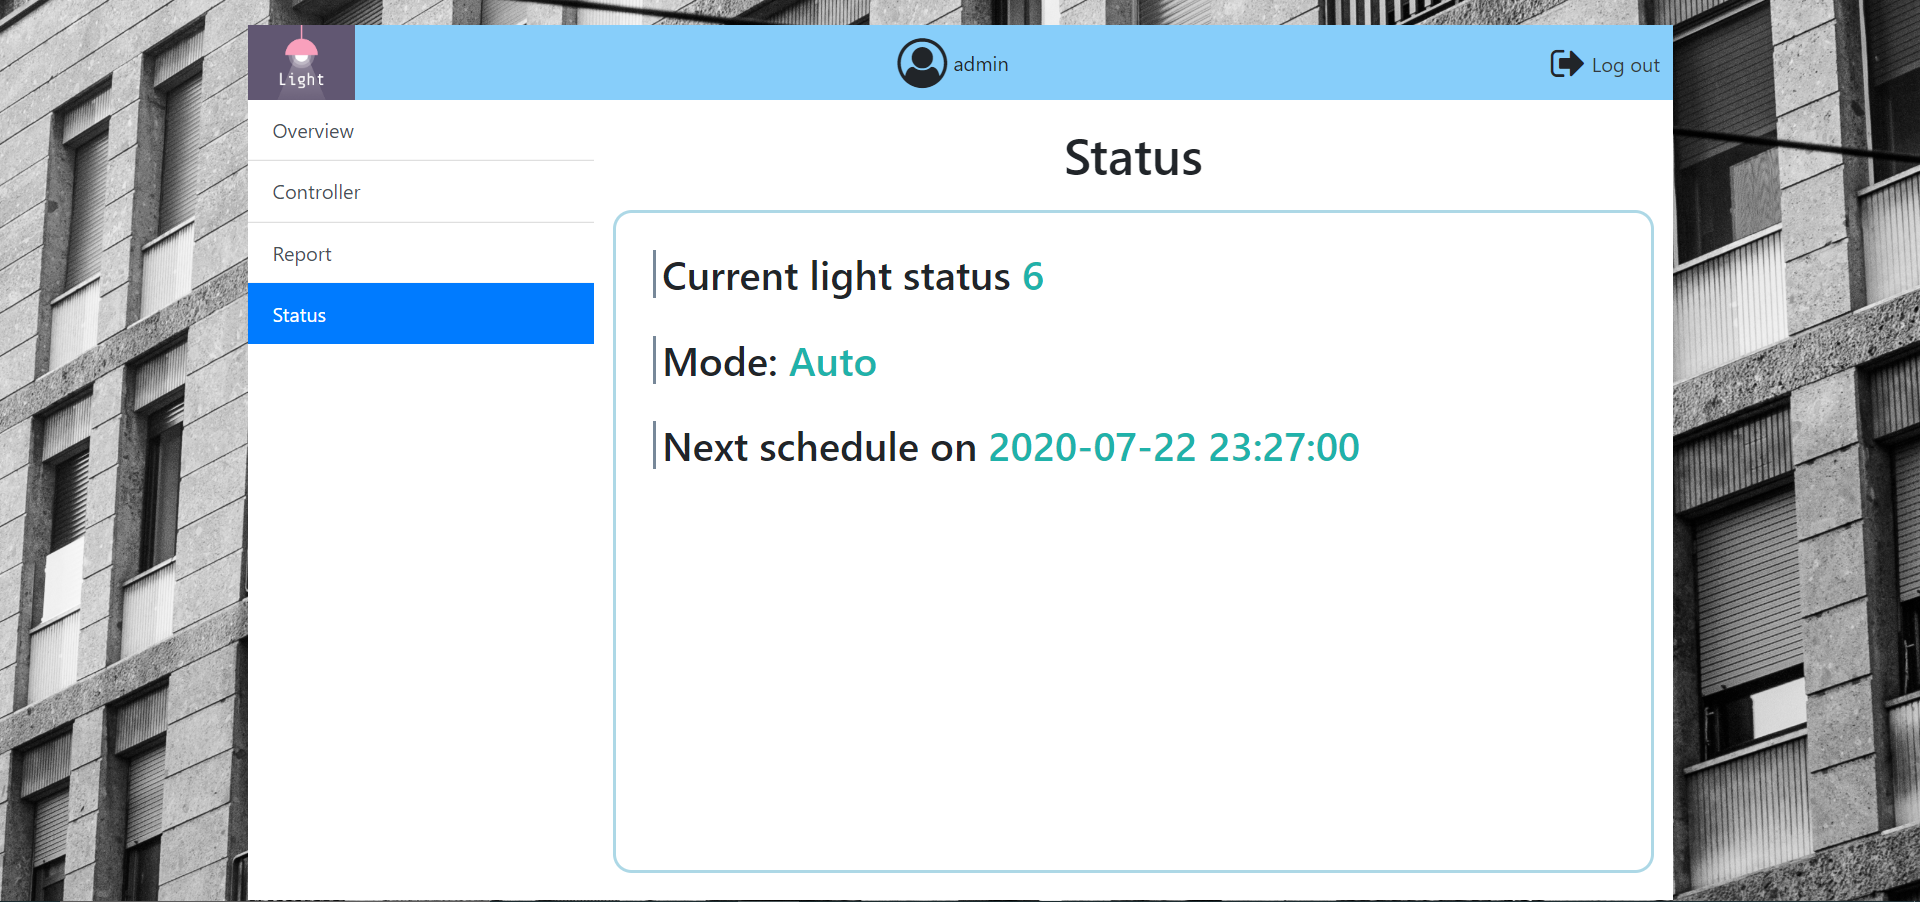 Light
admin
Log out
Overview
Controller
Report
Status
Status
Current light status 6
Mode: Auto
Next schedule on 2020-07-22 23:27:00